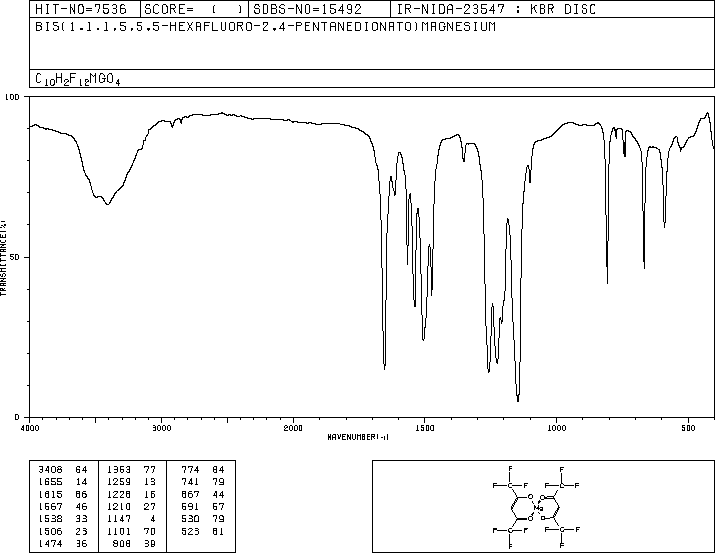 HIT-NO=7536 SCORE= ( ) SDBS-NO=15492 IR-NIDA-23547 : KBR DISC
BIS(1,1,1,5,5,5-HEXAFLUORO-2,4-PENTANEDIONATO)MAGNESIUM
C10H2F12MGO4
100
50
0
TRANSMITTANCE(%)
4000 3000 2000 1500 1000 500
WAVENUMBER(-1)
3408 64 1353 77 774 84
1655 14 1259 13 741 79
1615 66 1228 16 667 44
1567 46 1210 27 591 57
1538 33 1147 4 530 79
1506 23 1101 70 523 81
1474 36 808 39
F F
F C F F C F
O O
Mg
O O
F C F F C F
F F